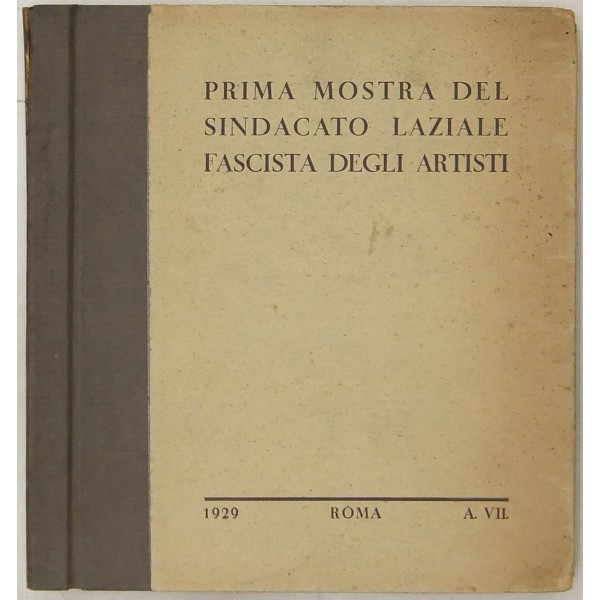 PRIMA MOSTRA DEL
SINDACATO LAZIALE
FASCISTA DEGLI ARTISTI
1929 ROMA A. VII.